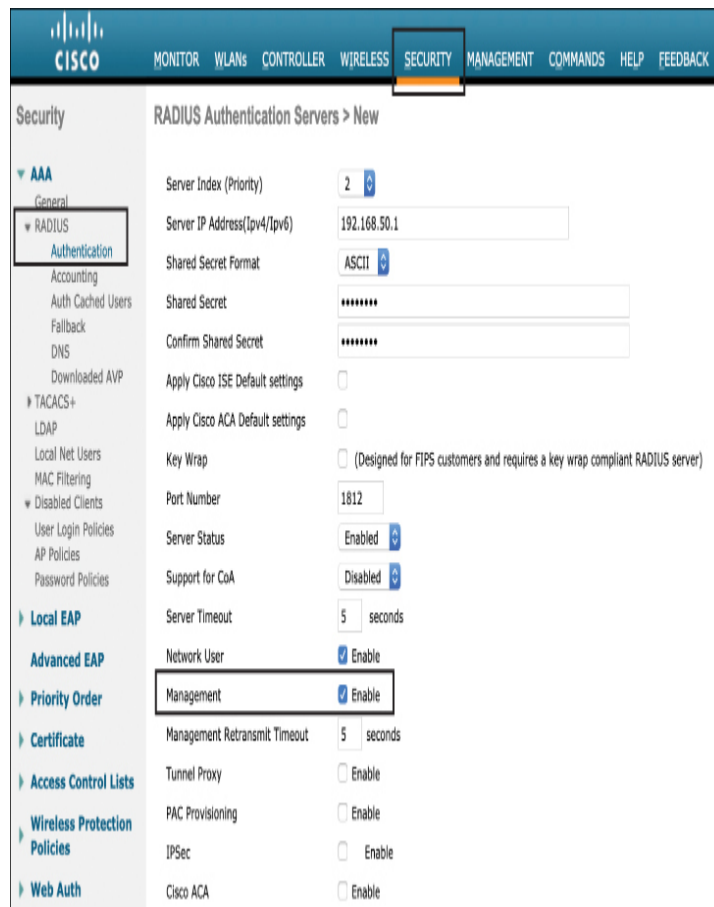 CISCO
MONITOR WLANs CONTROLLER WIRELESS SECURITY MANAGEMENT COMMANDS HELP FEEDBACK
Security
AAA
General
RADIUS
Authentication
Accounting
Auth Cached Users
Fallback
DNS
Downloaded AVP
TACACS+
LDAP
Local Net Users
MAC Filtering
Disabled Clients
User Login Policies
AP Policies
Password Policies
Local EAP
Advanced EAP
Priority Order
Certificate
Access Control Lists
Wireless Protection
Policies
Web Auth
RADIUS Authentication Servers > New
Server Index (Priority) 2
Server IP Address(Ipv4/Ipv6) 192.168.50.1
Shared Secret Format ASCII
Shared Secret ••••••••
Confirm Shared Secret ••••••••
Apply Cisco ISE Default settings
Apply Cisco ACA Default settings
Key Wrap (Designed for FIPS customers and requires a key wrap compliant RADIUS server)
Port Number 1812
Server Status Enabled
Support for CoA Disabled
Server Timeout 5 seconds
Network User Enable
Management Enable
Management Retransmit Timeout 5 seconds
Tunnel Proxy Enable
PAC Provisioning Enable
IPSec Enable
Cisco ACA Enable